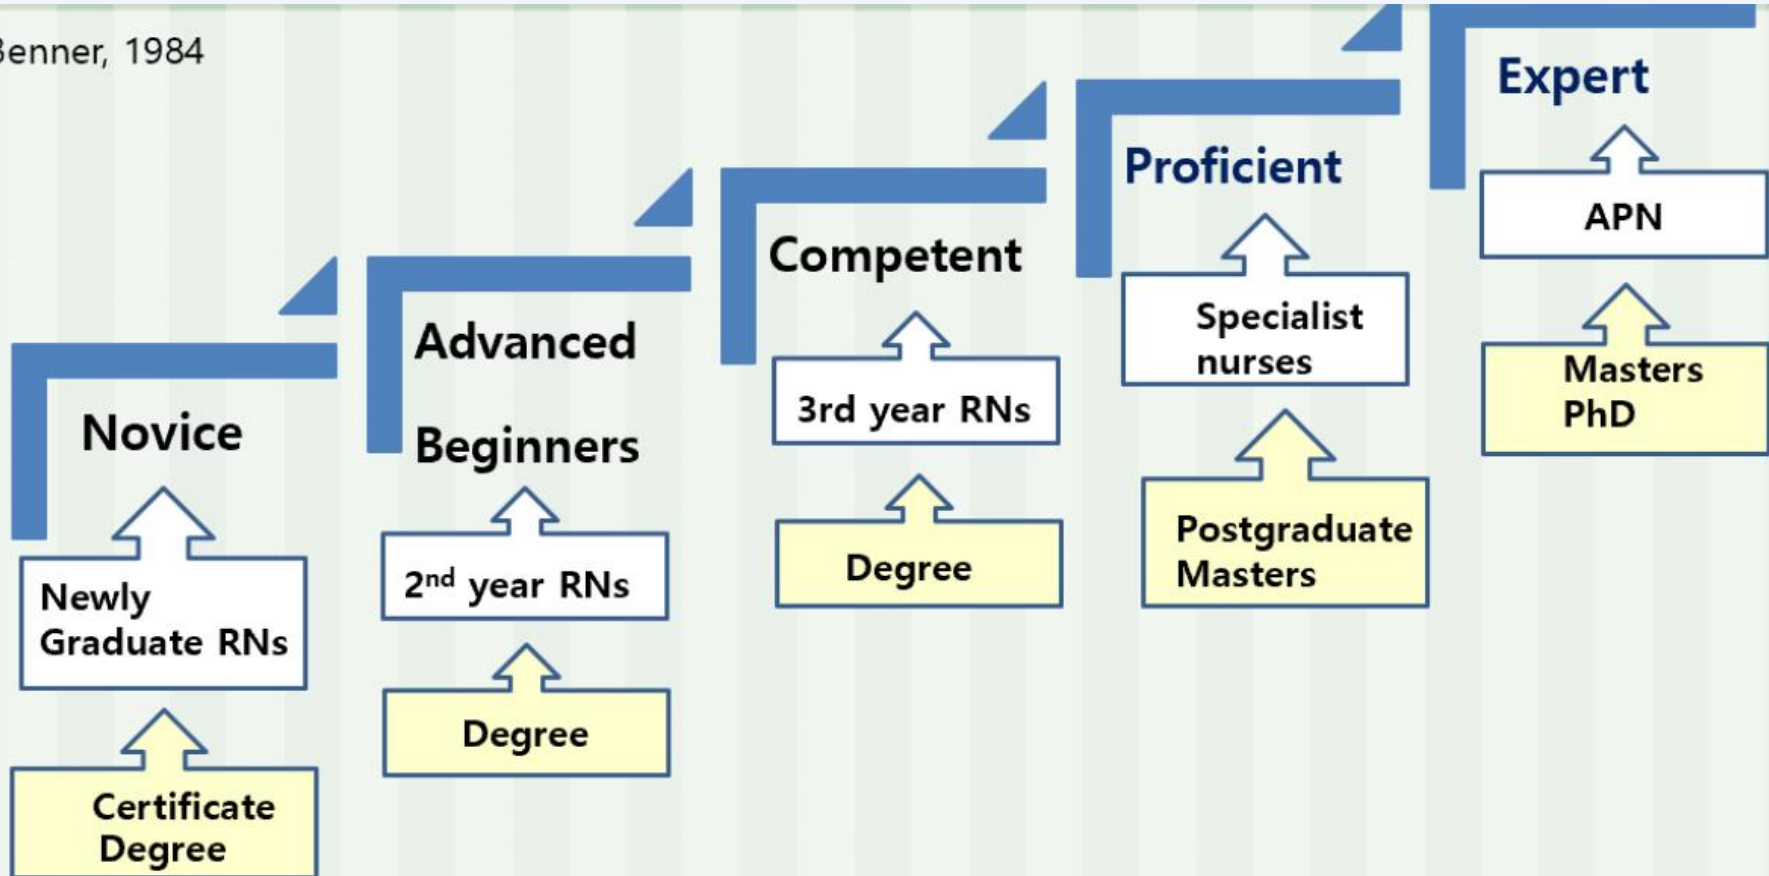 Benner, 1984
Novice
Newly
Graduate RNs
Certificate
Degree
Advanced
Beginners
2nd year RNs
Degree
Competent
3rd year RNs
Degree
Proficient
Specialist
nurses
Postgraduate
Masters
Expert
APN
Masters
PhD